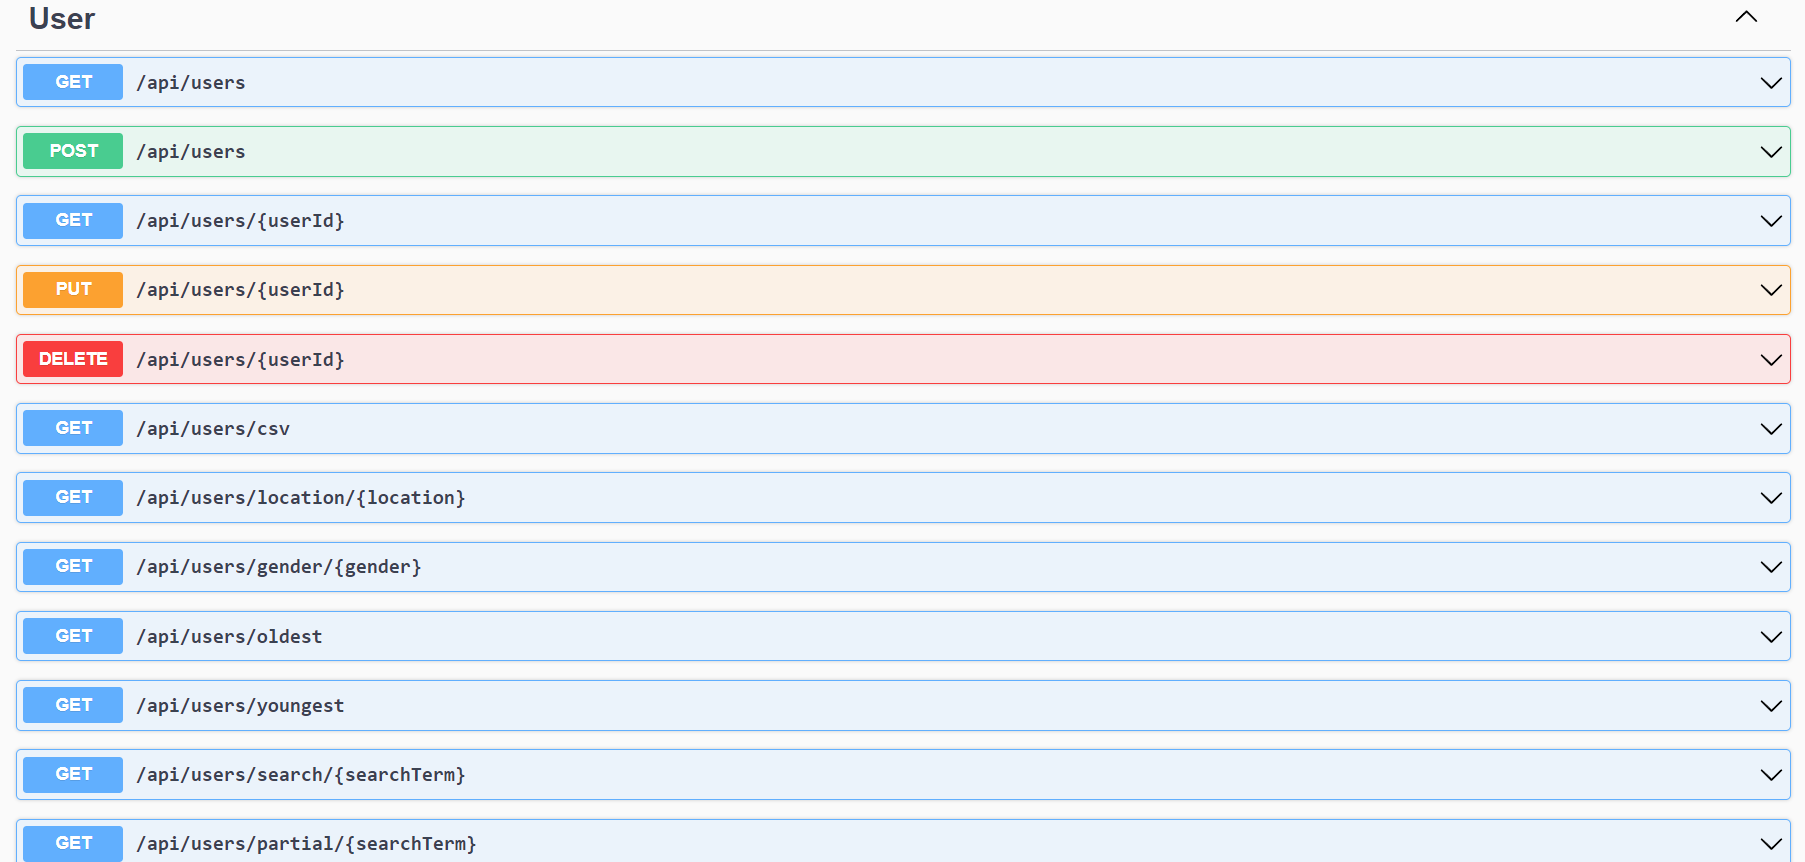 User
GET /api/users
POST /api/users
GET /api/users/{userId}
PUT /api/users/{userId}
DELETE /api/users/{userId}
GET /api/users/csv
GET /api/users/location/{location}
GET /api/users/gender/{gender}
GET /api/users/oldest
GET /api/users/youngest
GET /api/users/search/{searchTerm}
GET /api/users/partial/{searchTerm}